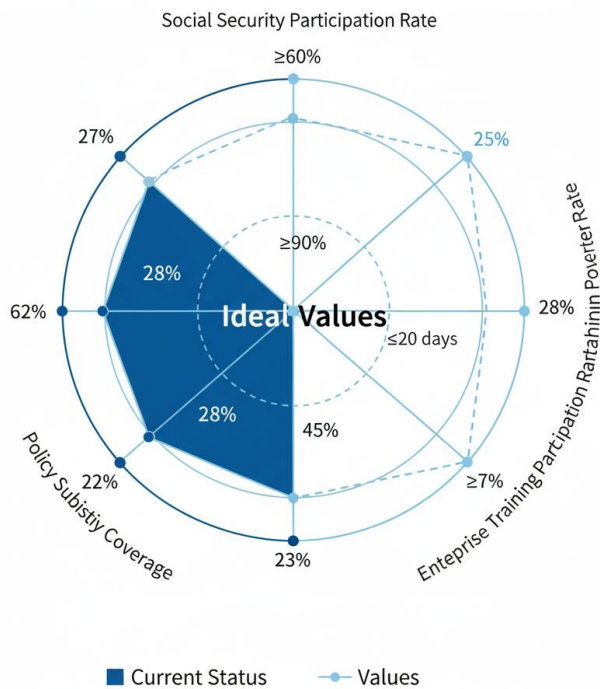 Social Security Participation Rate
≥60%
27%
25%
≥90%
28%
62%
Ideal Values
28%
≤20 days
28%
45%
22%
≥7%
23%
Policy Subistiy Coverage
Enteprise Training Partcipation Rartahinin Poverter Rate
Current Status
Values